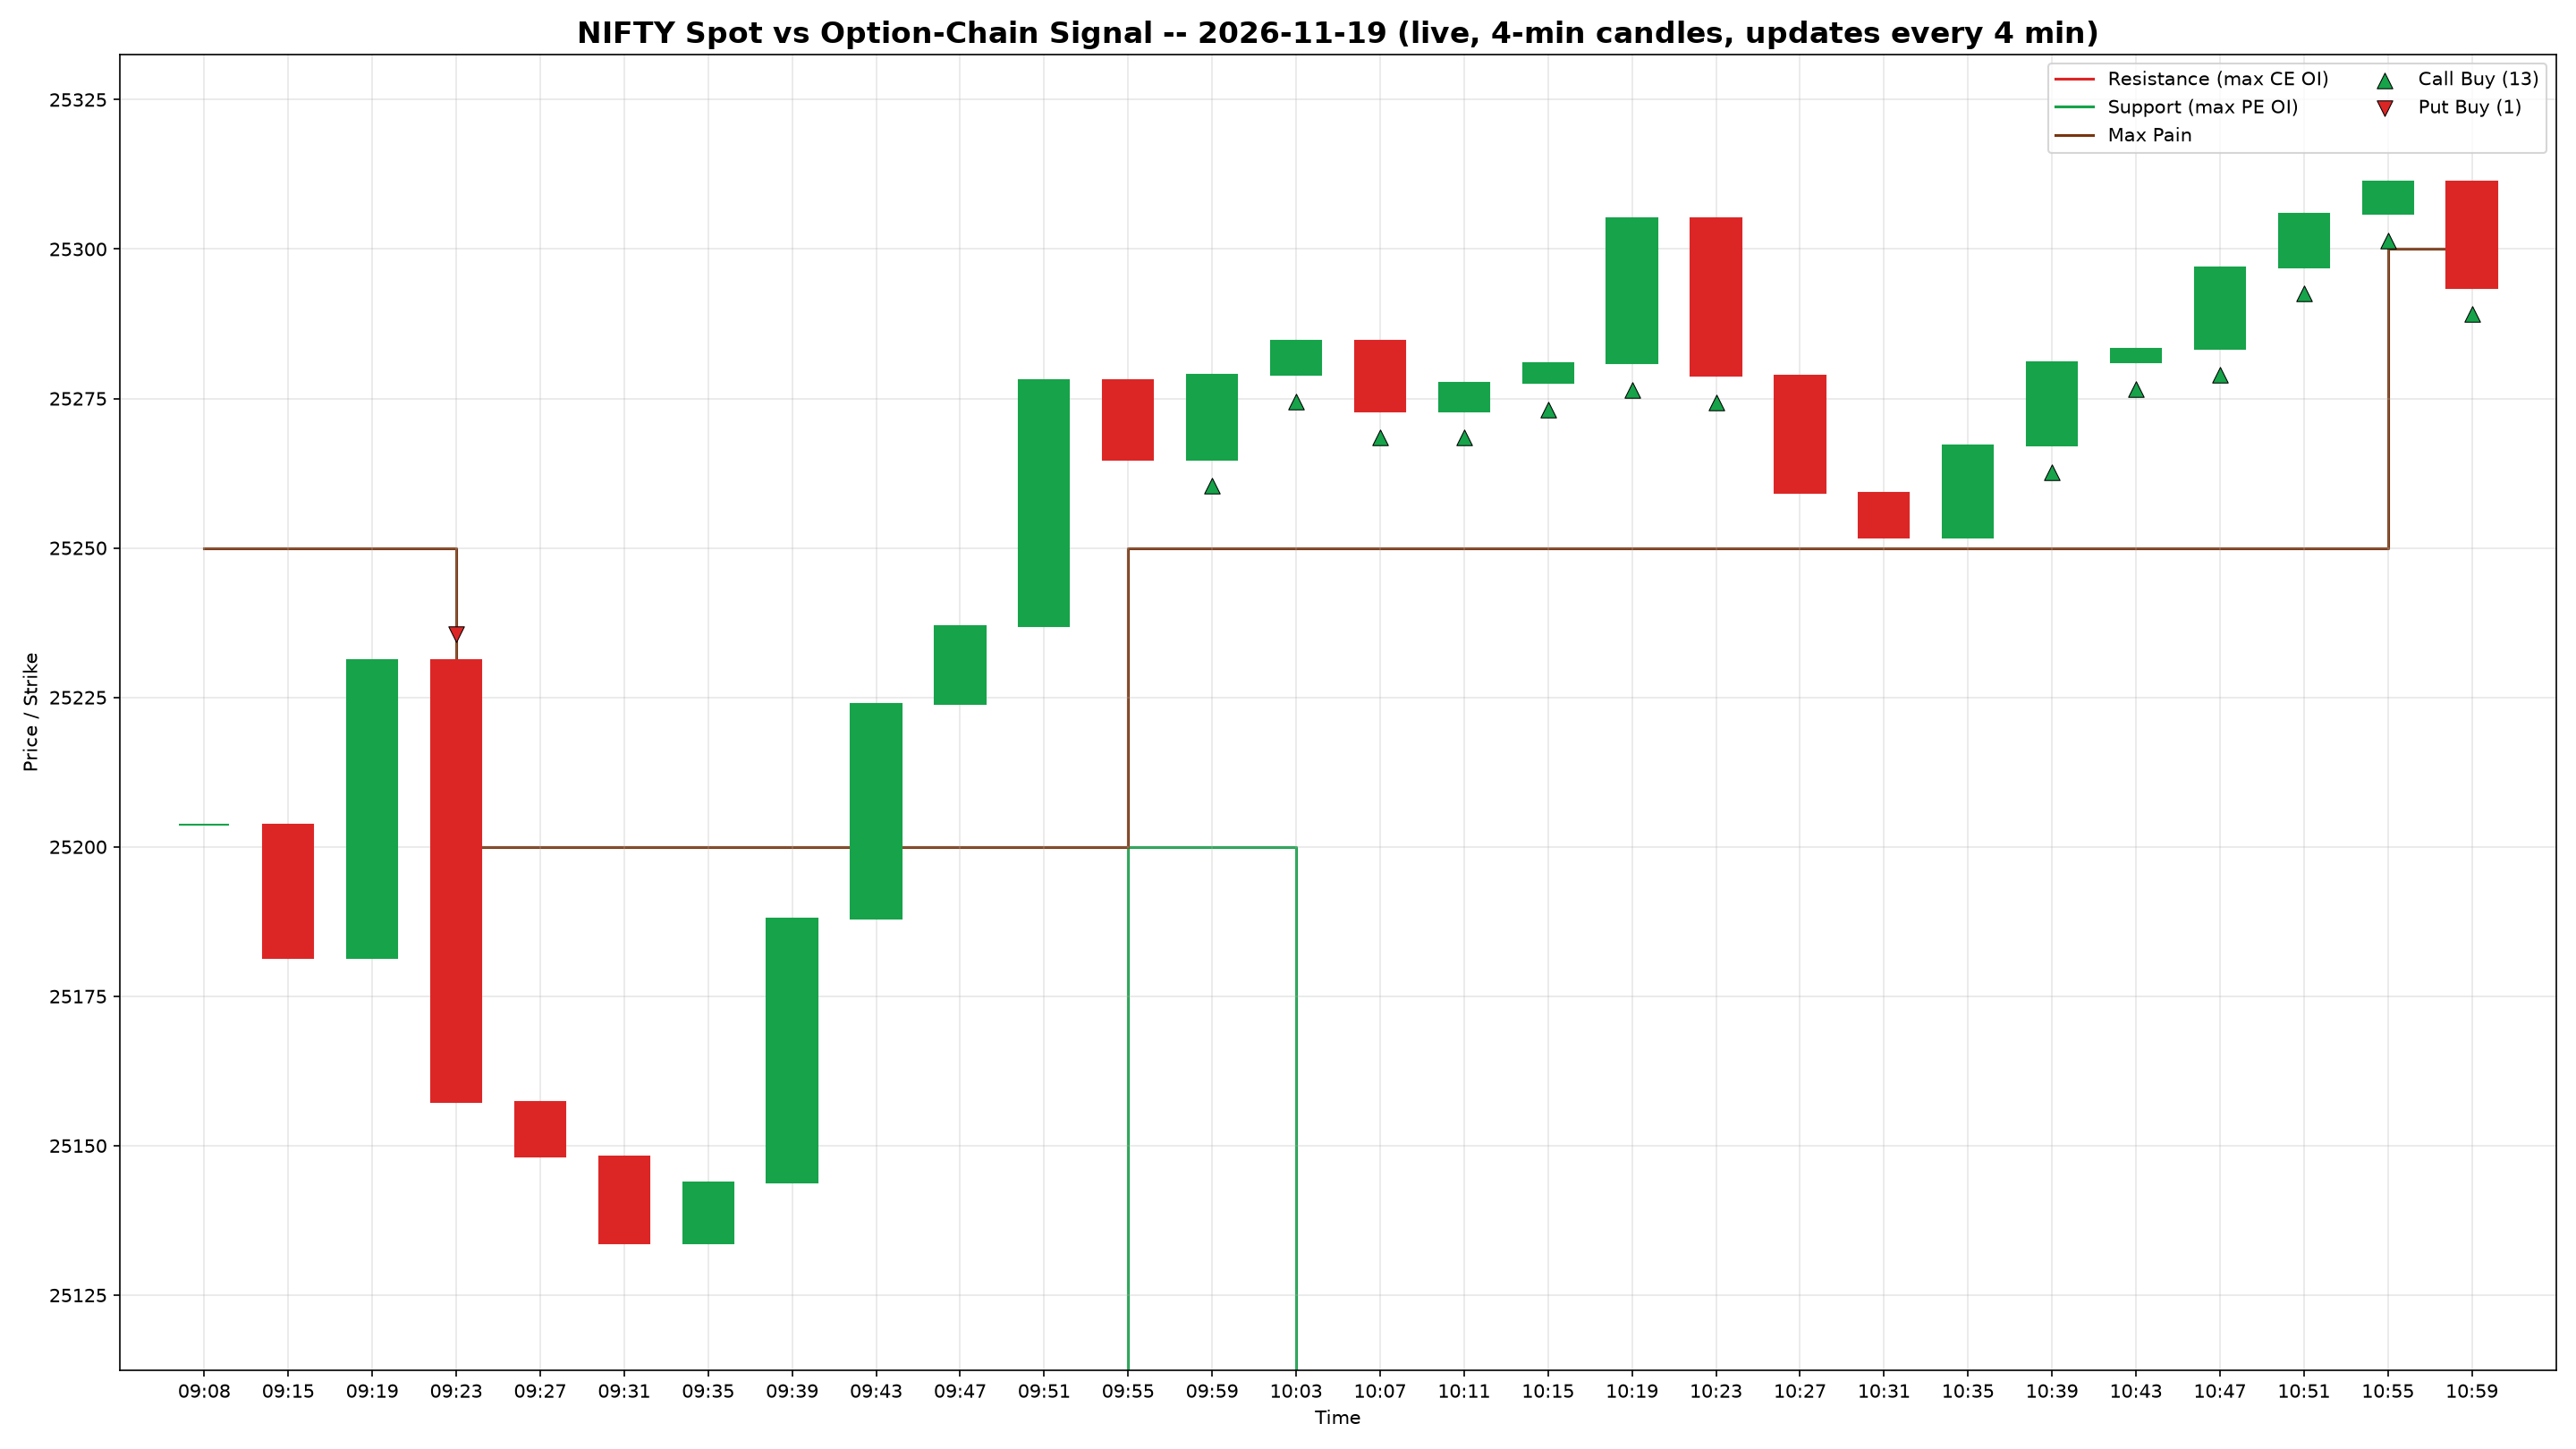 NIFTY Spot vs Option-Chain Signal -- 2026-11-19 (live, 4-min candles, updates every 4 min)
Resistance (max CE OI)
Support (max PE OI)
Max Pain
Call Buy (13)
Put Buy (1)
Price / Strike
25325
25300
25275
25250
25225
25200
25175
25150
25125
09:08 09:15 09:19 09:23 09:27 09:31 09:35 09:39 09:43 09:47 09:51 09:55 09:59 10:03 10:07 10:11 10:15 10:19 10:23 10:27 10:31 10:35 10:39 10:43 10:47 10:51 10:55 10:59
Time